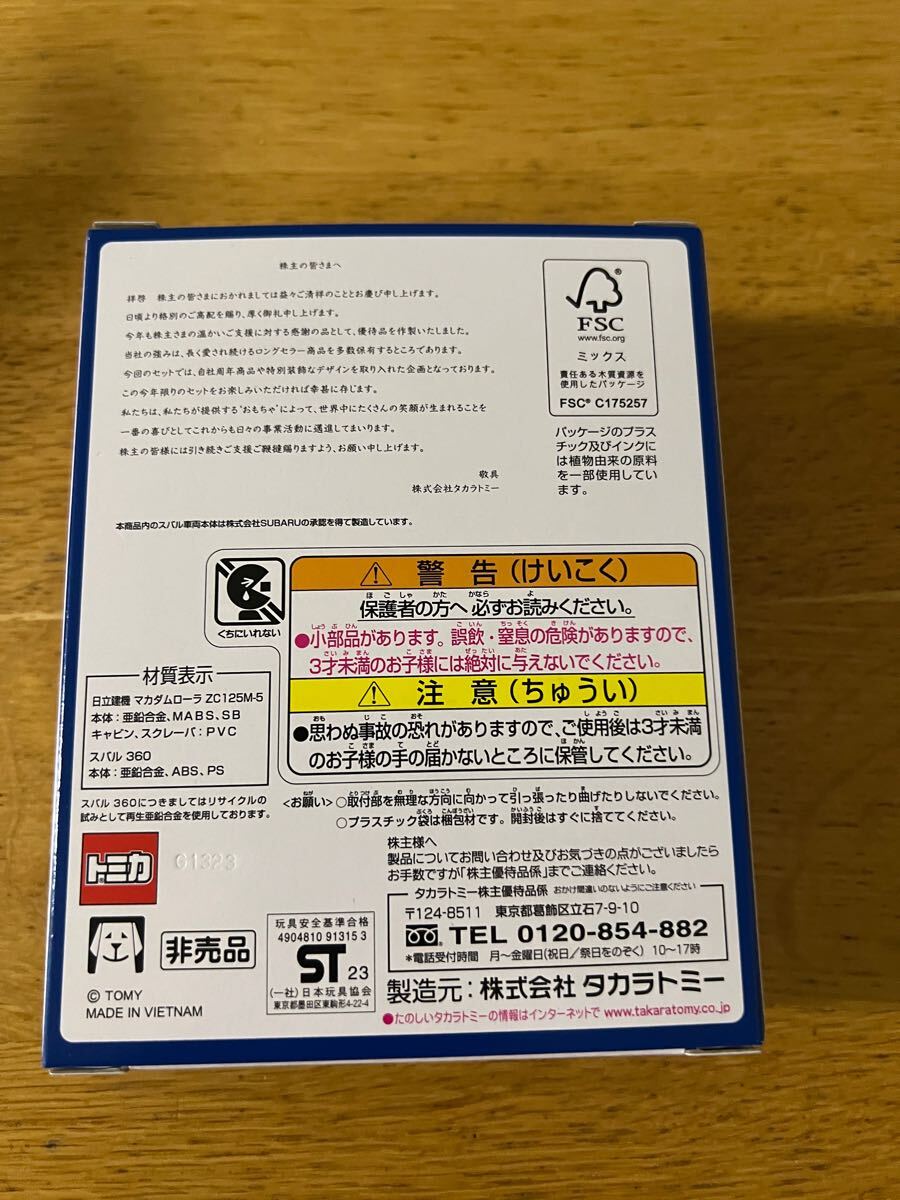 株主の皆さまへ
拝啓 株主の皆さまにおかれましては益々ご清祥のこととお慶び申し上げます。
日頃より格別のご高配を賜り、厚く御礼申し上げます。
今年も株主さまの温かいご支援に対する感謝の品として、優待品を作製いたしました。
当社の強みは、長く愛され続けるロングセラー商品を多数保有するところであります。
今回のセットでは、自社周年商品や特別装飾なデザインを取り入れた企画となっております。
この今年限りのセットをお楽しみいただければ幸甚に存じます。
私たちは、私たちが提供する"おもちゃ"によって、世界中にたくさんの笑顔が生まれることを
一番の喜びとしてこれからも日々の事業活動に邁進してまいります。
株主の皆様には引き続きご支援ご鞭撻賜りますよう、お願い申し上げます。
敬具
株式会社タカラトミー
®
FSC
www.fsc.org
ミックス
責任ある木質資源を
使用したパッケージ
FSC® C175257
パッケージのプラス
チック及びインクに
は植物由来の原料
を一部使用してい
ます。
本商品内のスバル車両本体は株式会社SUBARUの承認を得て製造しています。
くちにいれない
警告(けいこく)
保護者の方へ 必ずお読みください。
●小部品があります。誤飲・窒息の危険がありますので、
3才未満のお子様には絶対に与えないでください。
注意(ちゅうい)
●思わぬ事故の恐れがありますので、ご使用後は3才未満
のお子様の手の届かないところに保管してください。
材質表示
日立建機 マカダムローラ ZC125M-5
本体:亜鉛合金、MABS、SB
キャビン、スクレーパ:PVC
スバル 360
本体:亜鉛合金、ABS、PS
スバル 360につきましてはリサイクルの
試みとして再生亜鉛合金を使用しております。
<お願い>○取付部を無理な方向に向かって引っ張ったり曲げたりしないでください。
○プラスチック袋は梱包材です。開封後はすぐに捨ててください。
株主様へ
製品についてお問い合わせ及びお気づきの点がございましたら
お手数ですが「株主優待品係」までご連絡ください。
タカラトミー株主優待品係 おかけ間違いのないようにご注意ください
〒124-8511 東京都葛飾区立石7-9-10
TEL 0120-854-882
*電話受付時間 月〜金曜日(祝日/祭日をのぞく) 10〜17時
製造元:株式会社 タカラトミー
●たのしいタカラトミーの情報はインターネットで www.takaratomy.co.jp
トミカ
G1323
非売品
© TOMY
MADE IN VIETNAM
玩具安全基準合格
4904810 91315 3
ST 23
(一社)日本玩具協会
東京都墨田区東駒形4-22-4